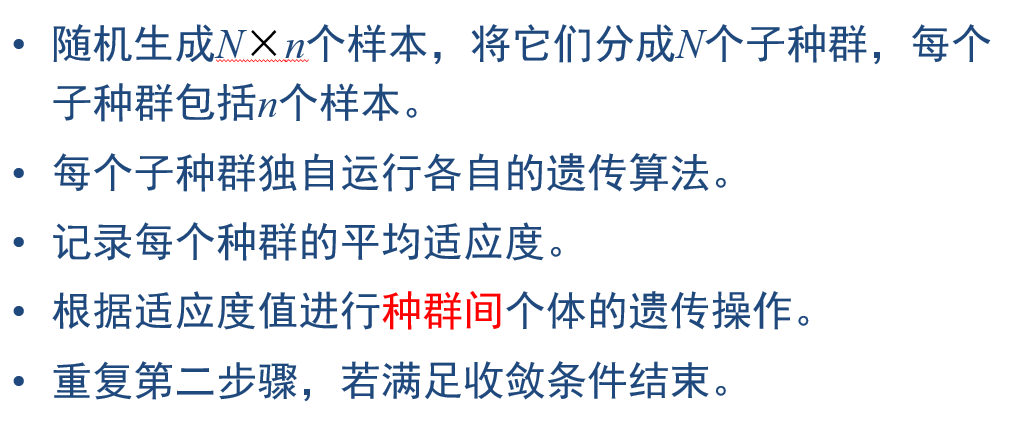 • 随机生成N×n个样本，将它们分成N个子种群，每个
子种群包括n个样本。
• 每个子种群独自运行各自的遗传算法。
• 记录每个种群的平均适应度。
• 根据适应度值进行种群间个体的遗传操作。
• 重复第二步骤，若满足收敛条件结束。